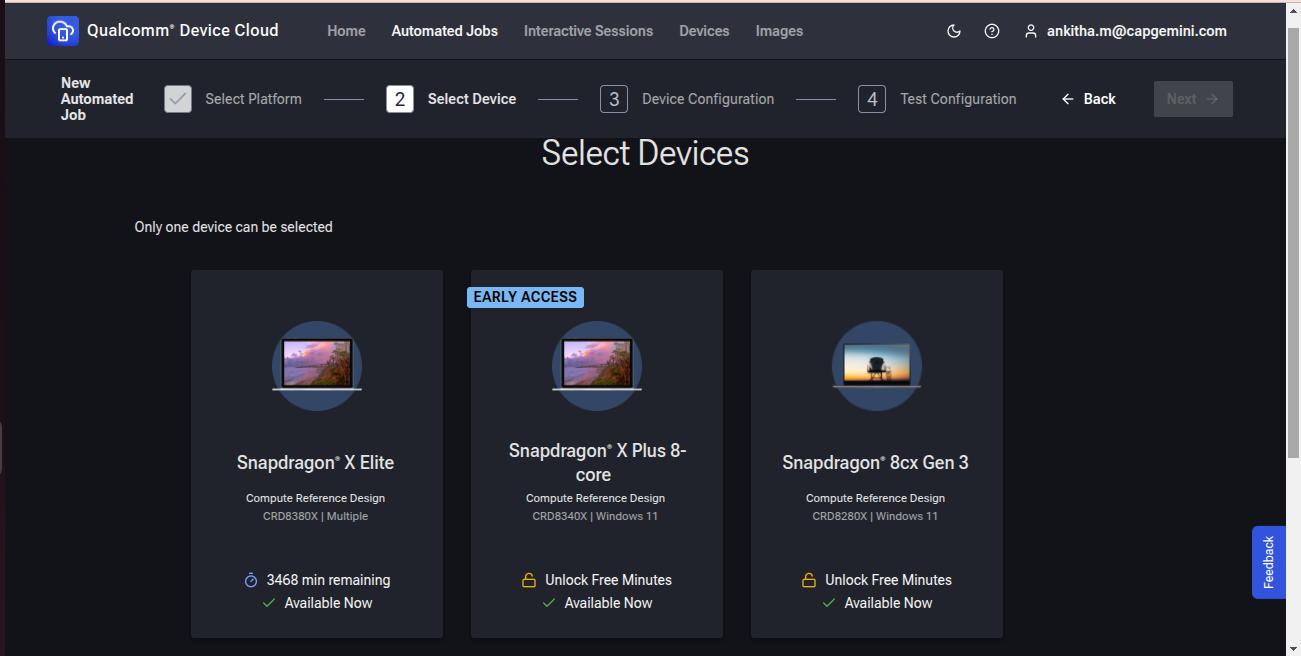 Qualcomm® Device Cloud
Home
Automated Jobs
Interactive Sessions
Devices
Images
ankitha.m@capgemini.com
New
Automated
Job
Select Platform
2
Select Device
3
Device Configuration
4
Test Configuration
Back
Next
Select Devices
Only one device can be selected
Snapdragon® X Elite
Compute Reference Design
CRD8380X | Multiple
3468 min remaining
Available Now
EARLY ACCESS
Snapdragon® X Plus 8-
core
Compute Reference Design
CRD8340X | Windows 11
Unlock Free Minutes
Available Now
Snapdragon® 8cx Gen 3
Compute Reference Design
CRD8280X | Windows 11
Unlock Free Minutes
Available Now
Feedback